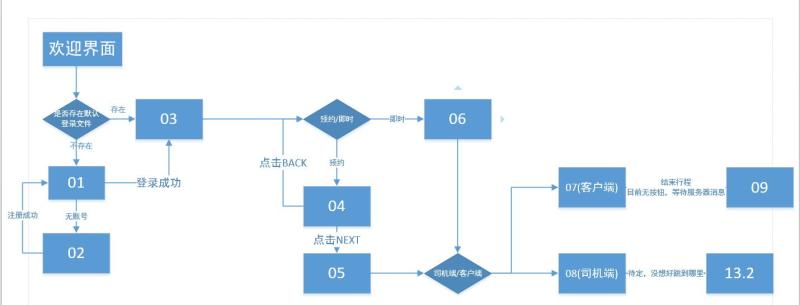 欢迎界面
是否存在默认
登录文件
存在
03
预约/即时
即时
06
不存在
01
登录成功
点击BACK
预约
注册成功
无账号
02
04
点击NEXT
05
司机端/客户端
07(客户端)
结束行程
目前无按钮，等待服务器消息
09
08(司机端)
待定，没想好跳到哪里
13.2